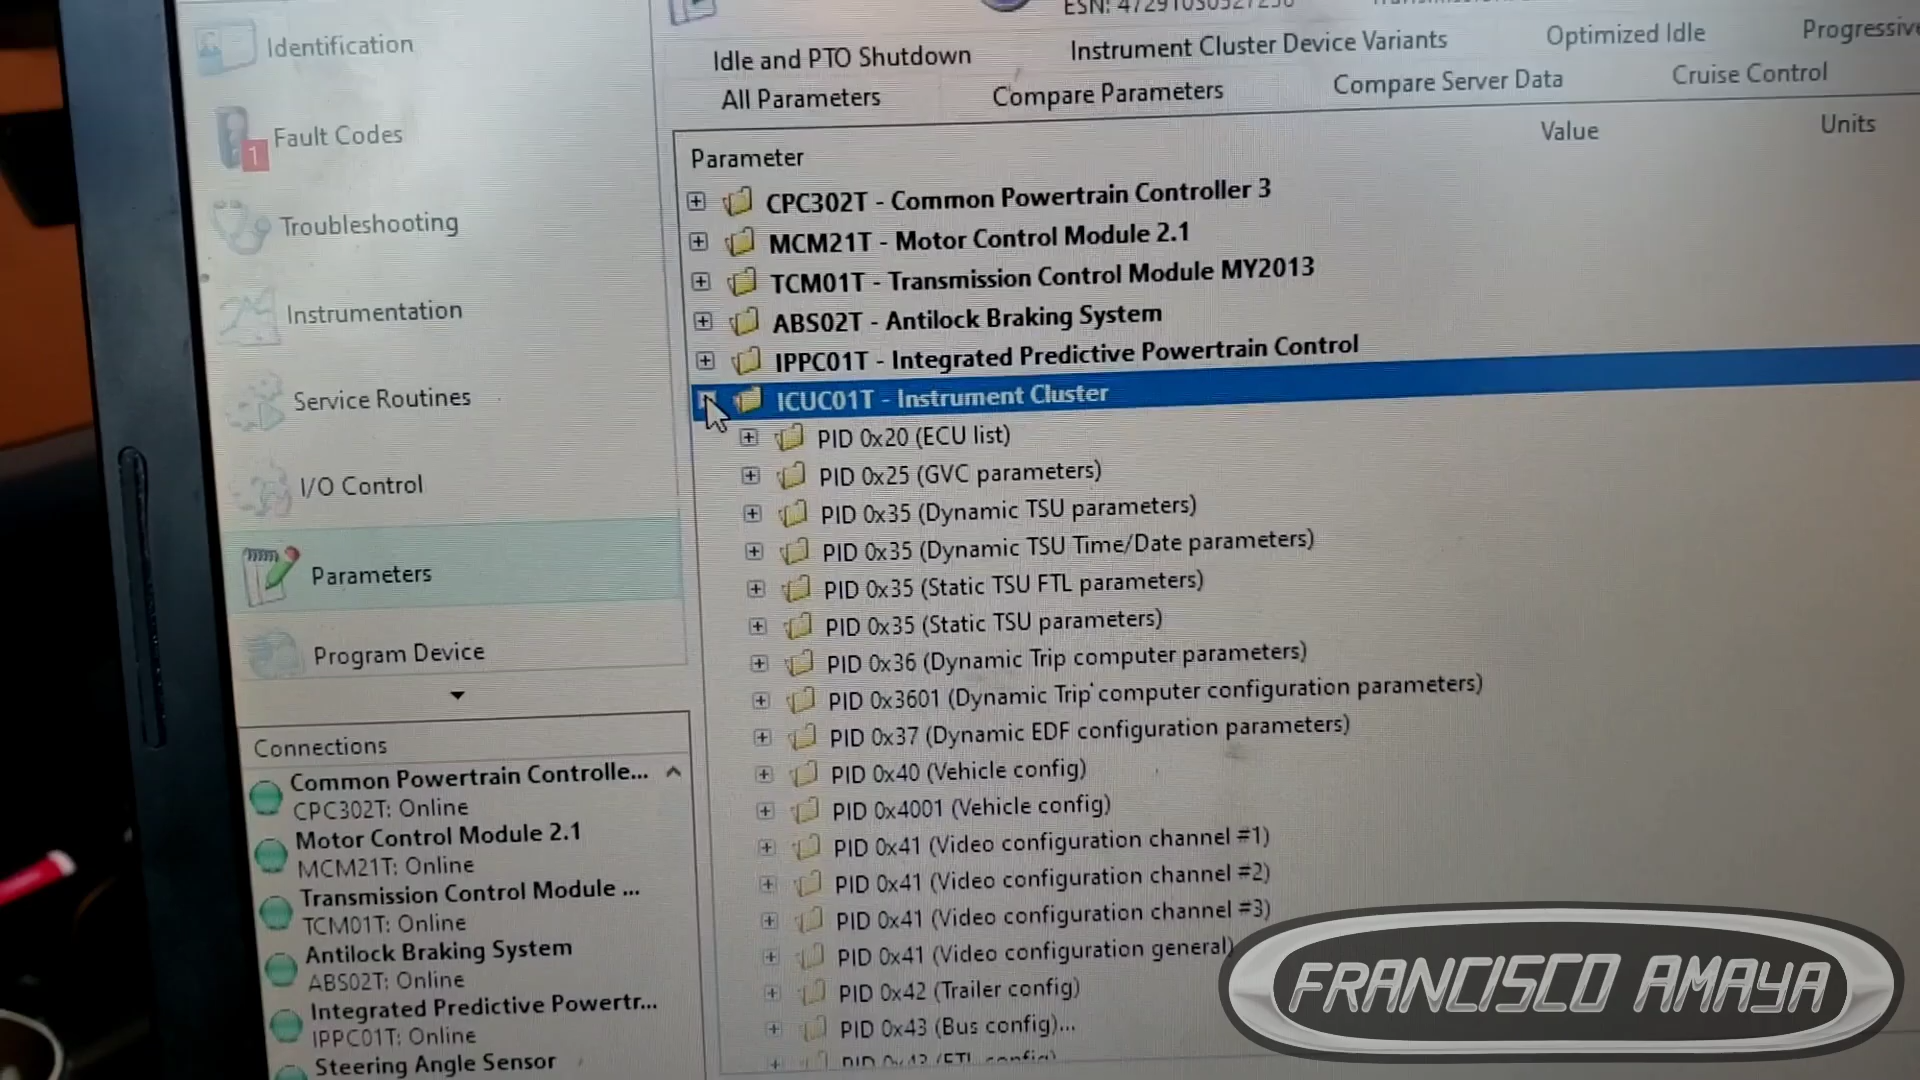 Identification
1
Fault Codes
Troubleshooting
Instrumentation
Service Routines
I/O Control
Parameters
Program Device
Connections
Common Powertrain Controlle...
CPC302T: Online
Motor Control Module 2.1
MCM21T: Online
Transmission Control Module ...
TCM01T: Online
Antilock Braking System
ABS02T: Online
Integrated Predictive Powertr...
IPPC01T: Online
Steering Angle Sensor
Idle and PTO Shutdown
Instrument Cluster Device Variants
Optimized Idle
Progressive
All Parameters
Compare Parameters
Compare Server Data
Cruise Control
Parameter
Value
Units
CPC302T - Common Powertrain Controller 3
MCM21T - Motor Control Module 2.1
TCM01T - Transmission Control Module MY2013
ABS02T - Antilock Braking System
IPPC01T - Integrated Predictive Powertrain Control
ICUC01T - Instrument Cluster
PID 0x20 (ECU list)
PID 0x25 (GVC parameters)
PID 0x35 (Dynamic TSU parameters)
PID 0x35 (Dynamic TSU Time/Date parameters)
PID 0x35 (Static TSU FTL parameters)
PID 0x35 (Static TSU parameters)
PID 0x36 (Dynamic Trip computer parameters)
PID 0x3601 (Dynamic Trip computer configuration parameters)
PID 0x37 (Dynamic EDF configuration parameters)
PID 0x40 (Vehicle config)
PID 0x4001 (Vehicle config)
PID 0x41 (Video configuration channel #1)
PID 0x41 (Video configuration channel #2)
PID 0x41 (Video configuration channel #3)
PID 0x41 (Video configuration general)
PID 0x42 (Trailer config)
PID 0x43 (Bus config)...
FRANCISCO AMAYA